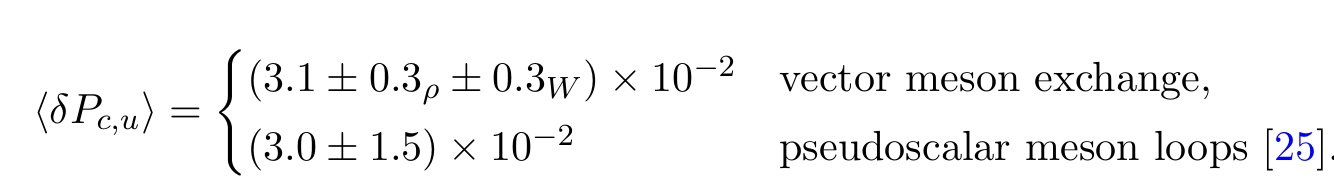 ⟨δP_{c,u}⟩ = { (3.1 ± 0.3_ρ ± 0.3_W) × 10^{−2} vector meson exchange,
(3.0 ± 1.5) × 10^{−2} pseudoscalar meson loops [25].